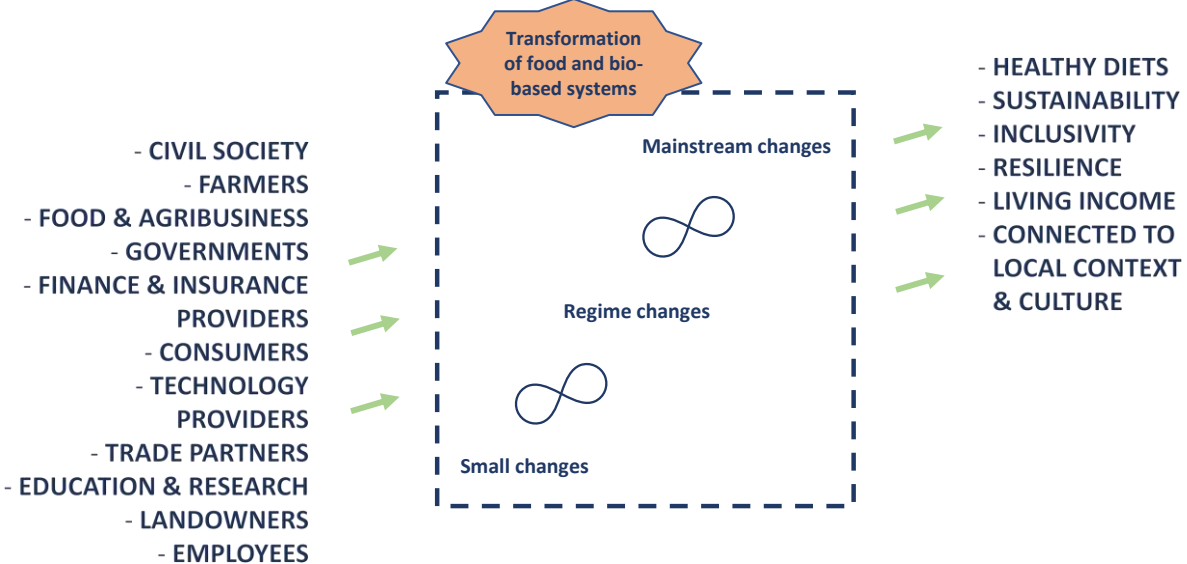 Transformation
of food and bio-
based systems
- CIVIL SOCIETY
- FARMERS
- FOOD & AGRIBUSINESS
- GOVERNMENTS
- FINANCE & INSURANCE
PROVIDERS
- CONSUMERS
- TECHNOLOGY
PROVIDERS
- TRADE PARTNERS
- EDUCATION & RESEARCH
- LANDOWNERS
- EMPLOYEES
Mainstream changes
Regime changes
Small changes
- HEALTHY DIETS
- SUSTAINABILITY
- INCLUSIVITY
- RESILIENCE
- LIVING INCOME
- CONNECTED TO
LOCAL CONTEXT
& CULTURE